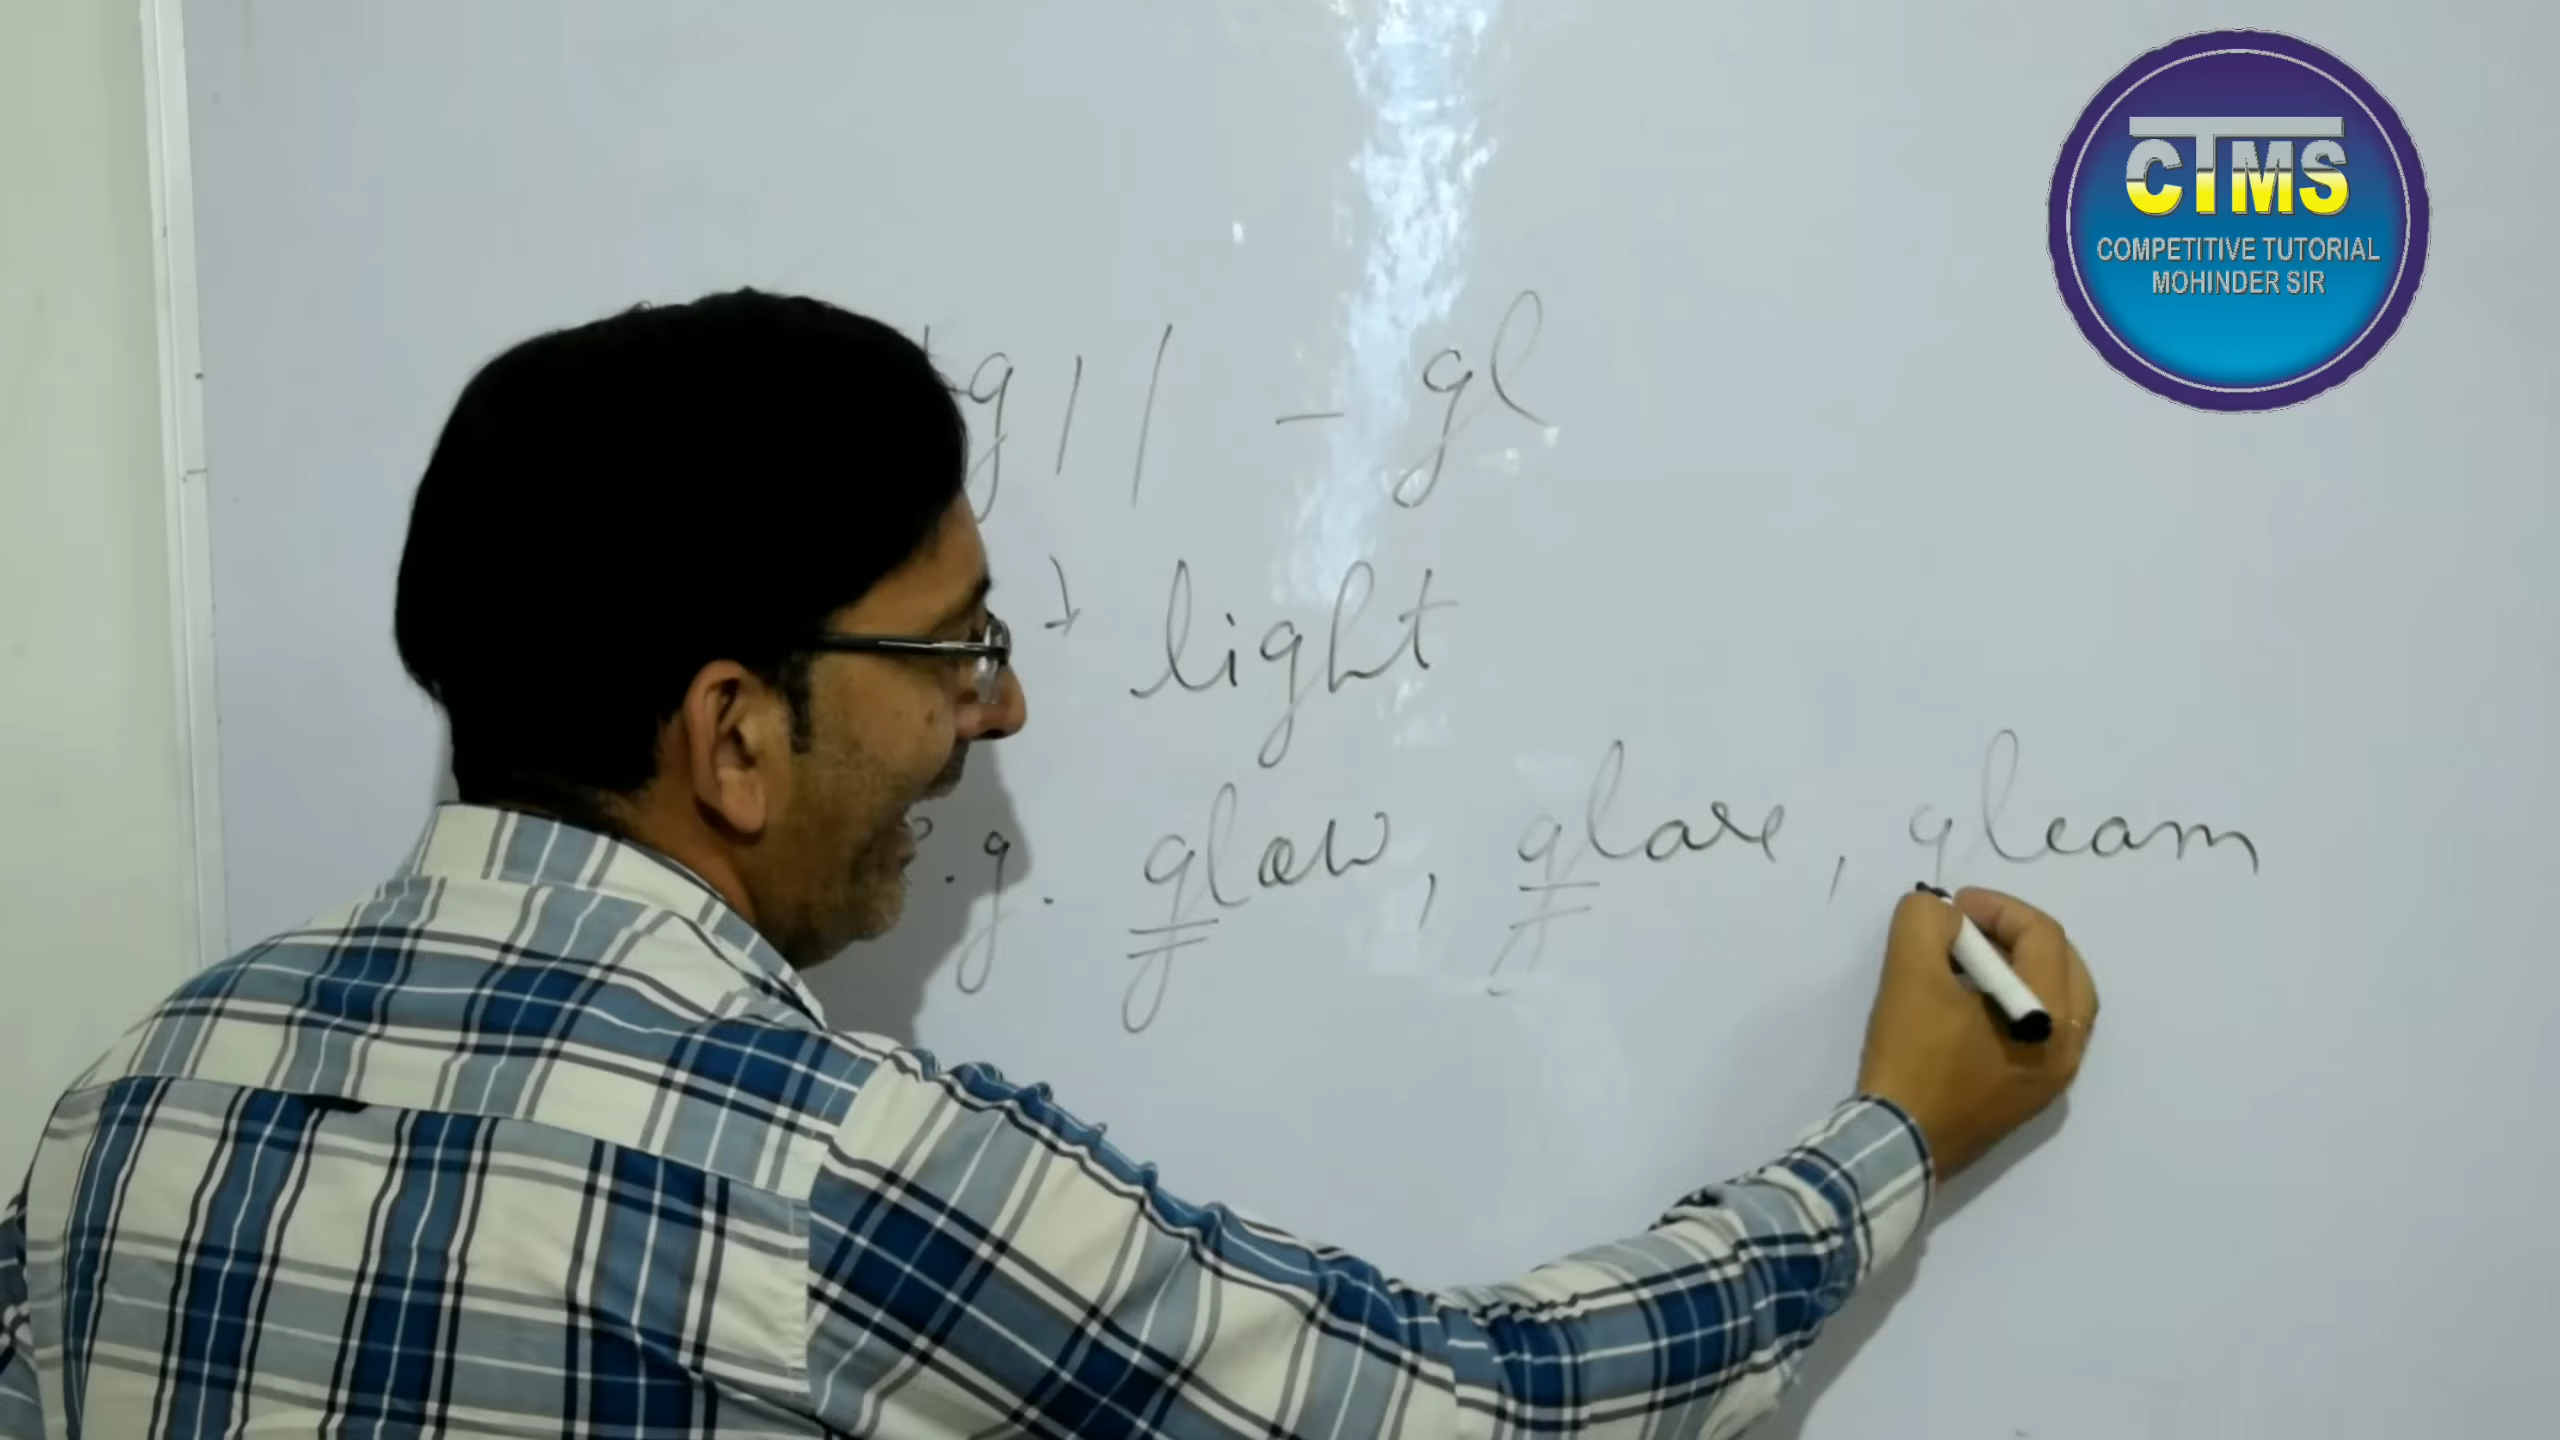 CTMS
COMPETITIVE TUTORIAL
MOHINDER SIR
g // - gl
light
e.g. glow, glare, gleam